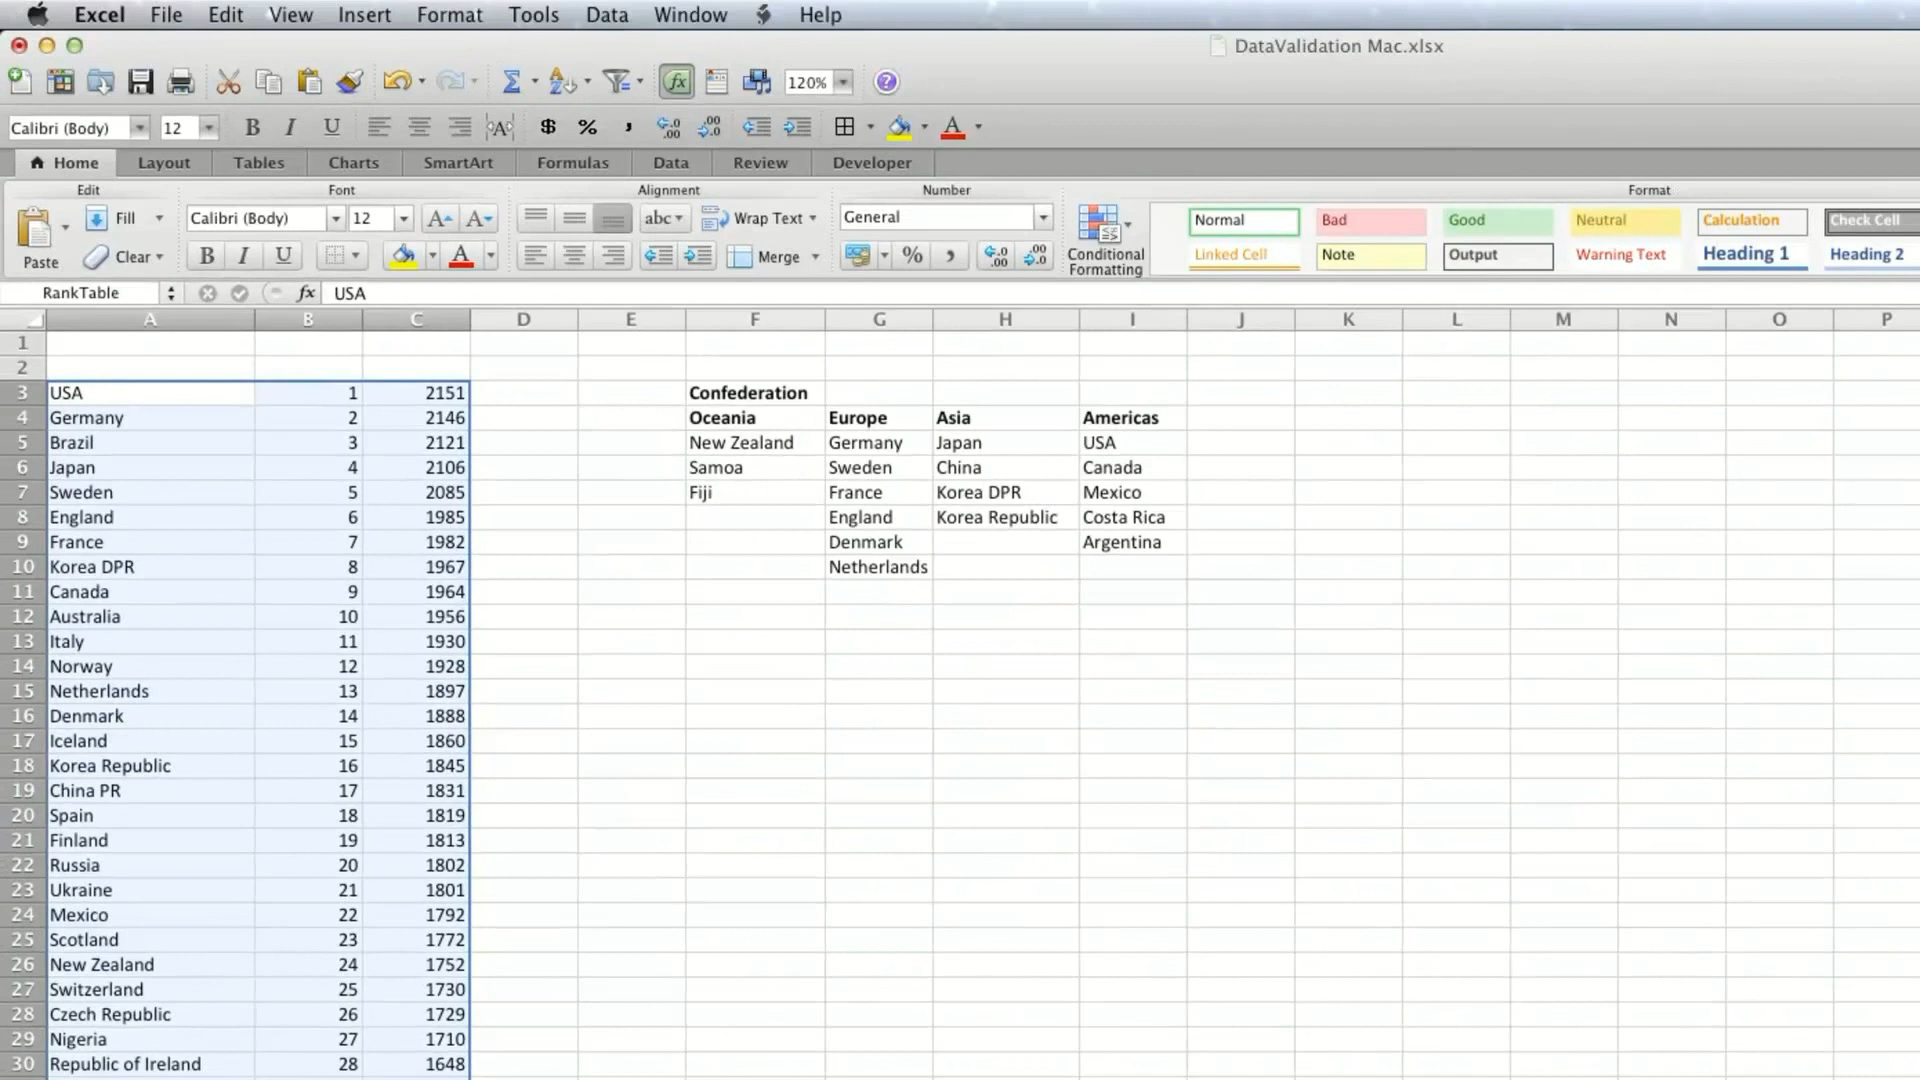 Excel File Edit View Insert Format Tools Data Window Help
DataValidation Mac.xlsx
fx 120% ?
Calibri (Body) 12 B I U A $ % , .00 .00 A
Home Layout Tables Charts SmartArt Formulas Data Review Developer
Edit Font Alignment Number Format
Fill Calibri (Body) 12 A A abc Wrap Text General Normal Bad Good Neutral Calculation Check Cell
Paste Clear B I U A Merge % , .00 .00 Conditional Formatting Linked Cell Note Output Warning Text Heading 1 Heading 2
RankTable fx USA
A B C D E F G H I J K L M N O P
1
2
3 USA 1 2151 Confederation
4 Germany 2 2146 Oceania Europe Asia Americas
5 Brazil 3 2121 New Zealand Germany Japan USA
6 Japan 4 2106 Samoa Sweden China Canada
7 Sweden 5 2085 Fiji France Korea DPR Mexico
8 England 6 1985 England Korea Republic Costa Rica
9 France 7 1982 Denmark Argentina
10 Korea DPR 8 1967 Netherlands
11 Canada 9 1964
12 Australia 10 1956
13 Italy 11 1930
14 Norway 12 1928
15 Netherlands 13 1897
16 Denmark 14 1888
17 Iceland 15 1860
18 Korea Republic 16 1845
19 China PR 17 1831
20 Spain 18 1819
21 Finland 19 1813
22 Russia 20 1802
23 Ukraine 21 1801
24 Mexico 22 1792
25 Scotland 23 1772
26 New Zealand 24 1752
27 Switzerland 25 1730
28 Czech Republic 26 1729
29 Nigeria 27 1710
30 Republic of Ireland 28 1648